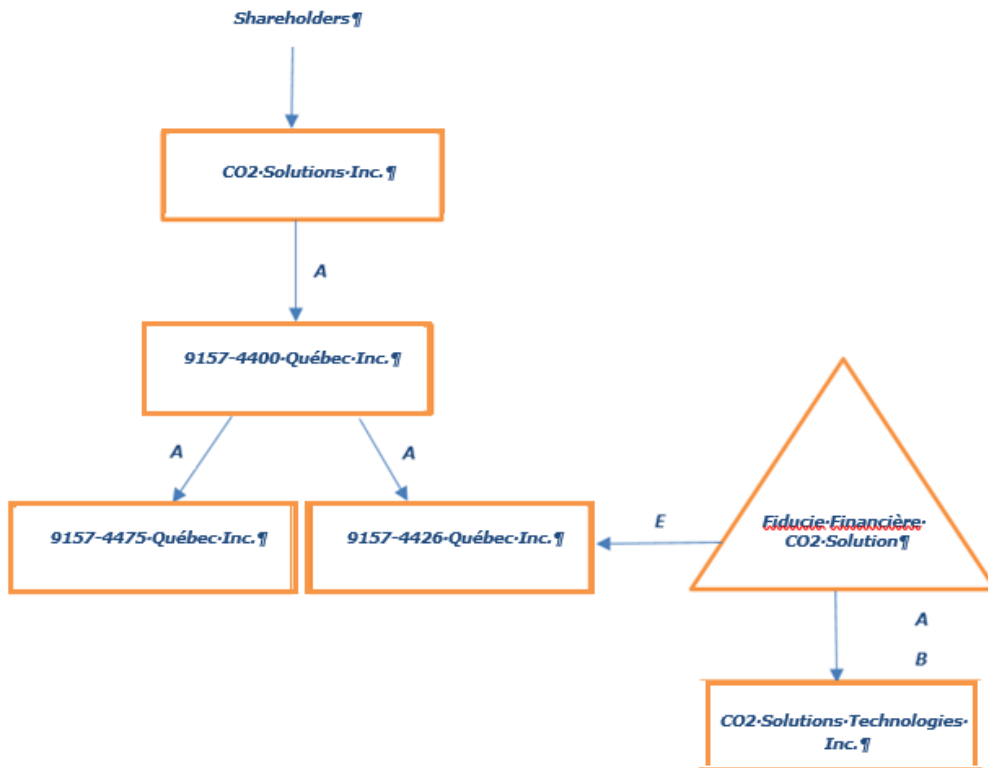 Shareholders¶
CO2·Solutions·Inc.¶
A
9157-4400·Québec·Inc.¶
A
A
9157-4475·Québec·Inc.¶
9157-4426·Québec·Inc.¶
E
Fiducie·Financière·
CO2·Solution¶
A
B
CO2·Solutions·Technologies·
Inc.¶